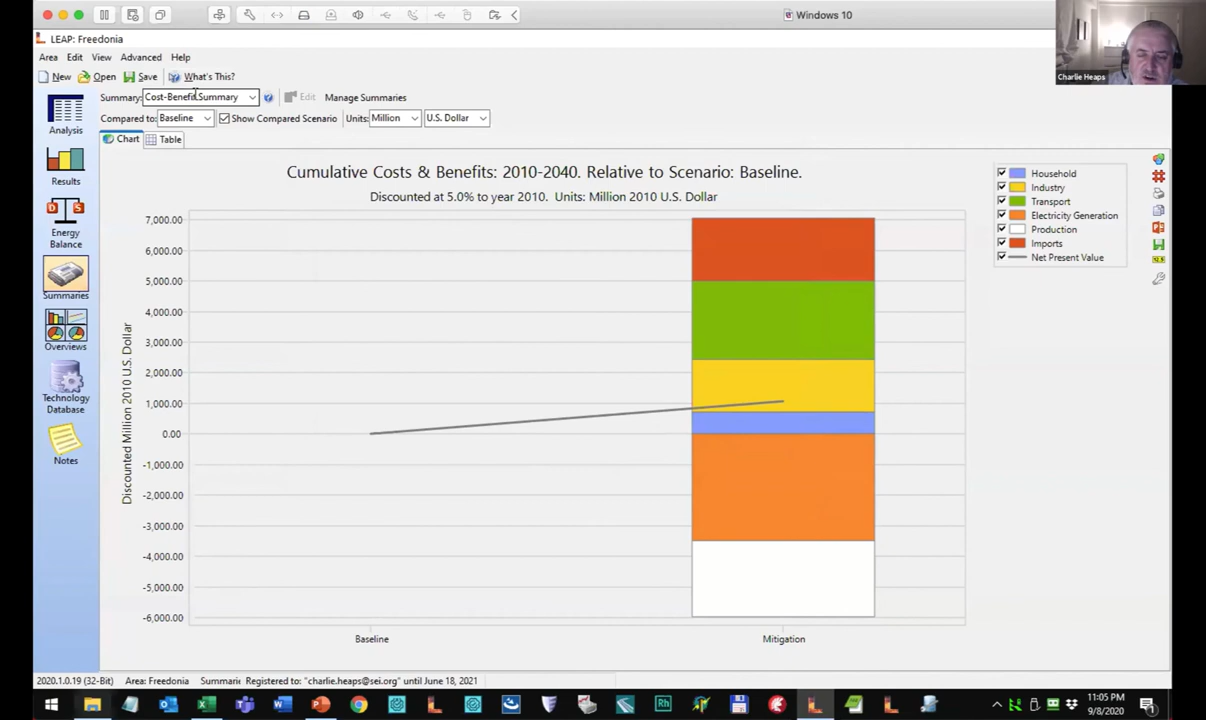 Windows 10
LEAP: Freedonia
Area Edit View Advanced Help
New Open Save What's This?
Charlie Heaps
Summary: Cost-Benefit Summary Edit Manage Summaries
Compared to: Baseline Show Compared Scenario Units: Million U.S. Dollar
Chart Table
Analysis
Results
Energy
Balance
Summaries
Overviews
Technology
Database
Notes
Cumulative Costs & Benefits: 2010-2040. Relative to Scenario: Baseline.
Discounted at 5.0% to year 2010. Units: Million 2010 U.S. Dollar
Discounted Million 2010 U.S. Dollar
7,000.00
6,000.00
5,000.00
4,000.00
3,000.00
2,000.00
1,000.00
0.00
-1,000.00
-2,000.00
-3,000.00
-4,000.00
-5,000.00
-6,000.00
Baseline
Mitigation
Household
Industry
Transport
Electricity Generation
Production
Imports
Net Present Value
2020.1.0.19 (32-Bit) Area: Freedonia Summarie Registered to: "charlie.heaps@sei.org" until June 18, 2021
Rh
11:05 PM
9/8/2020